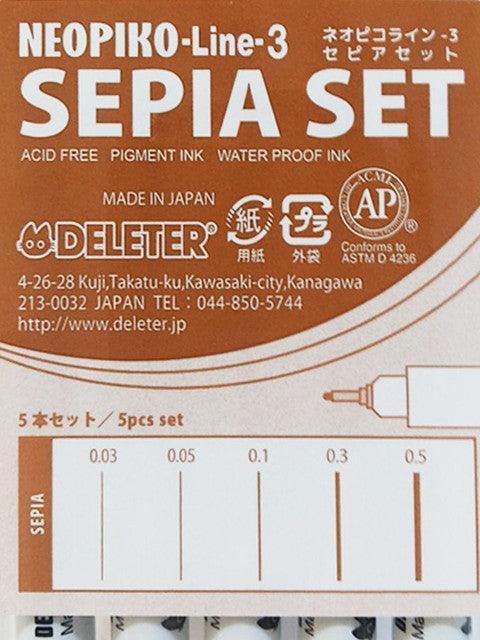 NEOPIKO-Line-3
ネオピコライン-3
セピアセット
SEPIA SET
ACID FREE PIGMENT INK WATER PROOF INK
MADE IN JAPAN
DELETER®
紙
用紙
プラ
外袋
ACMI
AP
®
Conforms to
ASTM D 4236
4-26-28 Kuji,Takatu-ku,Kawasaki-city,Kanagawa
213-0032 JAPAN TEL：044-850-5744
http://www.deleter.jp
5本セット／5pcs set
SEPIA
0.03 0.05 0.1 0.3 0.5